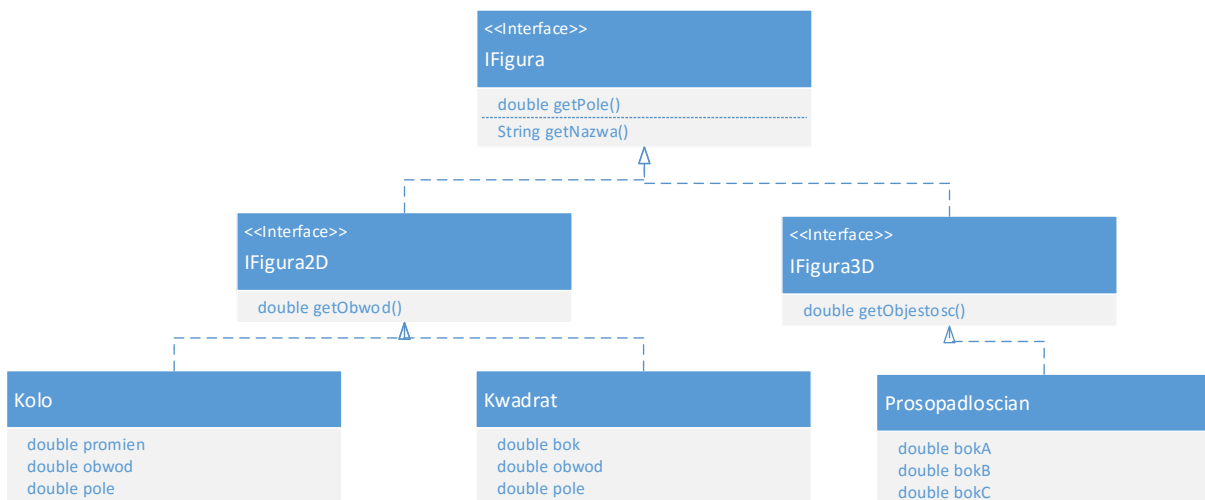 <<Interface>>
IFigura
double getPole()
String getNazwa()
<<Interface>>
IFigura2D
double getObwod()
<<Interface>>
IFigura3D
double getObjestosc()
Kolo
double promien
double obwod
double pole
Kwadrat
double bok
double obwod
double pole
Prosopadloscian
double bokA
double bokB
double bokC